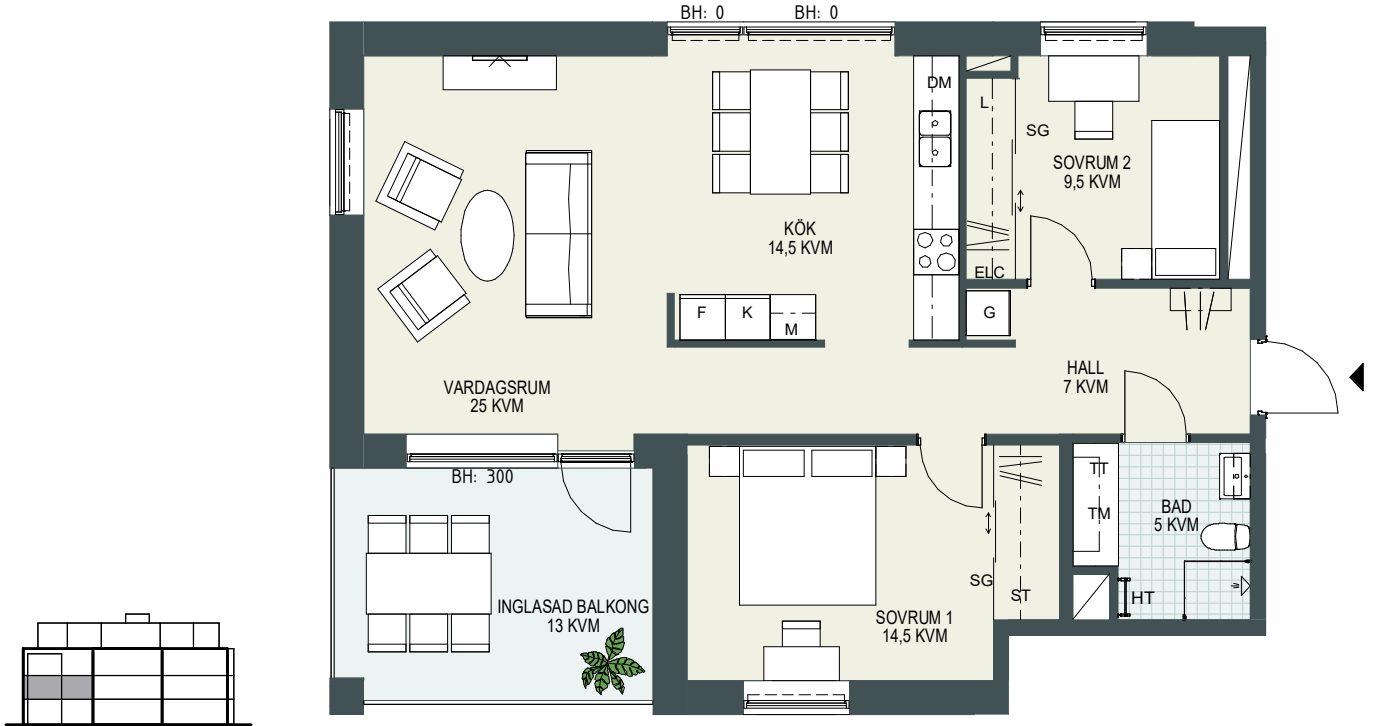 BH: 0 BH: 0
DM
L
SG
SOVRUM 2
9,5 KVM
KÖK
14,5 KVM
ELC
F K M
G
HALL
7 KVM
VARDAGSRUM
25 KVM
BH: 300
TT
TM
BAD
5 KVM
SG
ST
HT
INGLASAD BALKONG
13 KVM
SOVRUM 1
14,5 KVM